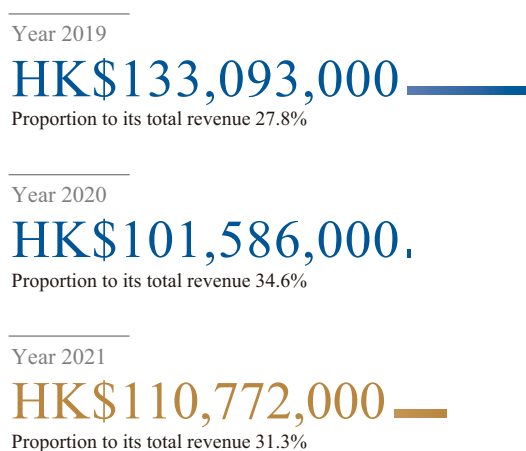 Year 2019
HK$133,093,000
Proportion to its total revenue 27.8%
Year 2020
HK$101,586,000
Proportion to its total revenue 34.6%
Year 2021
HK$110,772,000
Proportion to its total revenue 31.3%